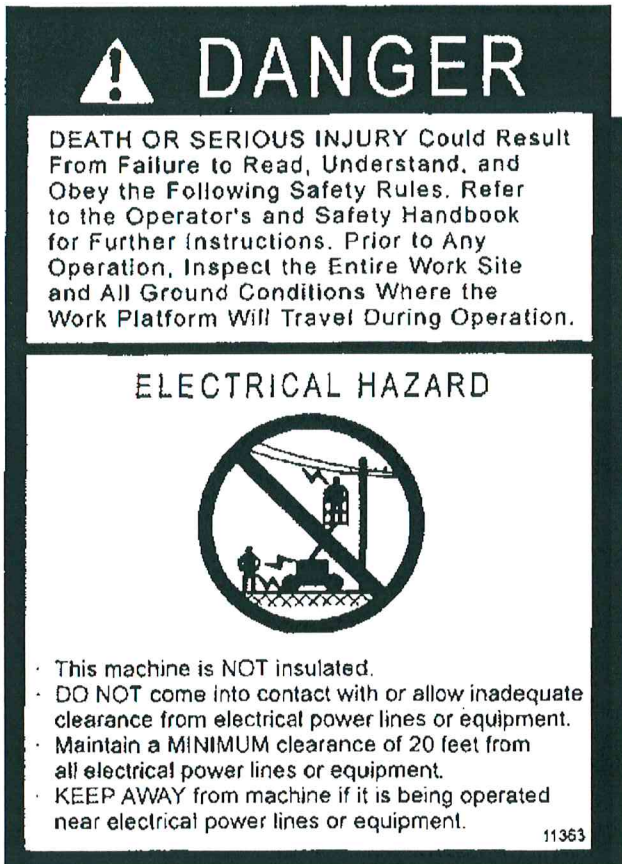 DANGER
DEATH OR SERIOUS INJURY Could Result
From Failure to Read, Understand, and
Obey the Following Safety Rules. Refer
to the Operator's and Safety Handbook
for Further Instructions. Prior to Any
Operation, Inspect the Entire Work Site
and All Ground Conditions Where the
Work Platform Will Travel During Operation.
ELECTRICAL HAZARD
· This machine is NOT insulated.
· DO NOT come into contact with or allow inadequate
clearance from electrical power lines or equipment.
· Maintain a MINIMUM clearance of 20 feet from
all electrical power lines or equipment.
· KEEP AWAY from machine if it is being operated
near electrical power lines or equipment.
11363